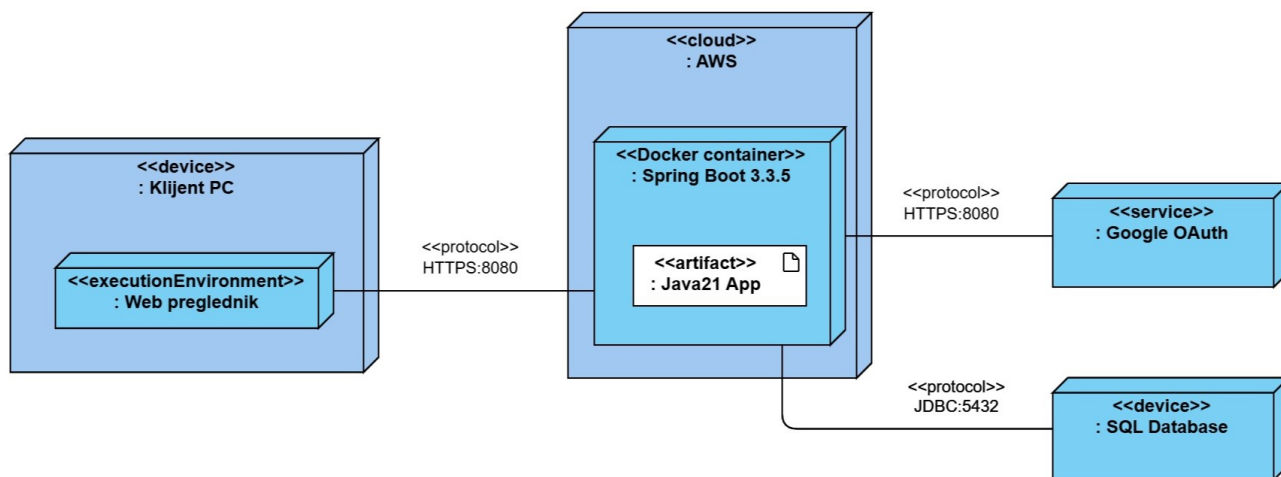 <<cloud>>
: AWS
<<device>>
: Klijent PC
<<executionEnvironment>>
: Web preglednik
<<protocol>>
HTTPS:8080
<<Docker container>>
: Spring Boot 3.3.5
<<artifact>>
: Java21 App
<<protocol>>
HTTPS:8080
<<service>>
: Google OAuth
<<protocol>>
JDBC:5432
<<device>>
: SQL Database